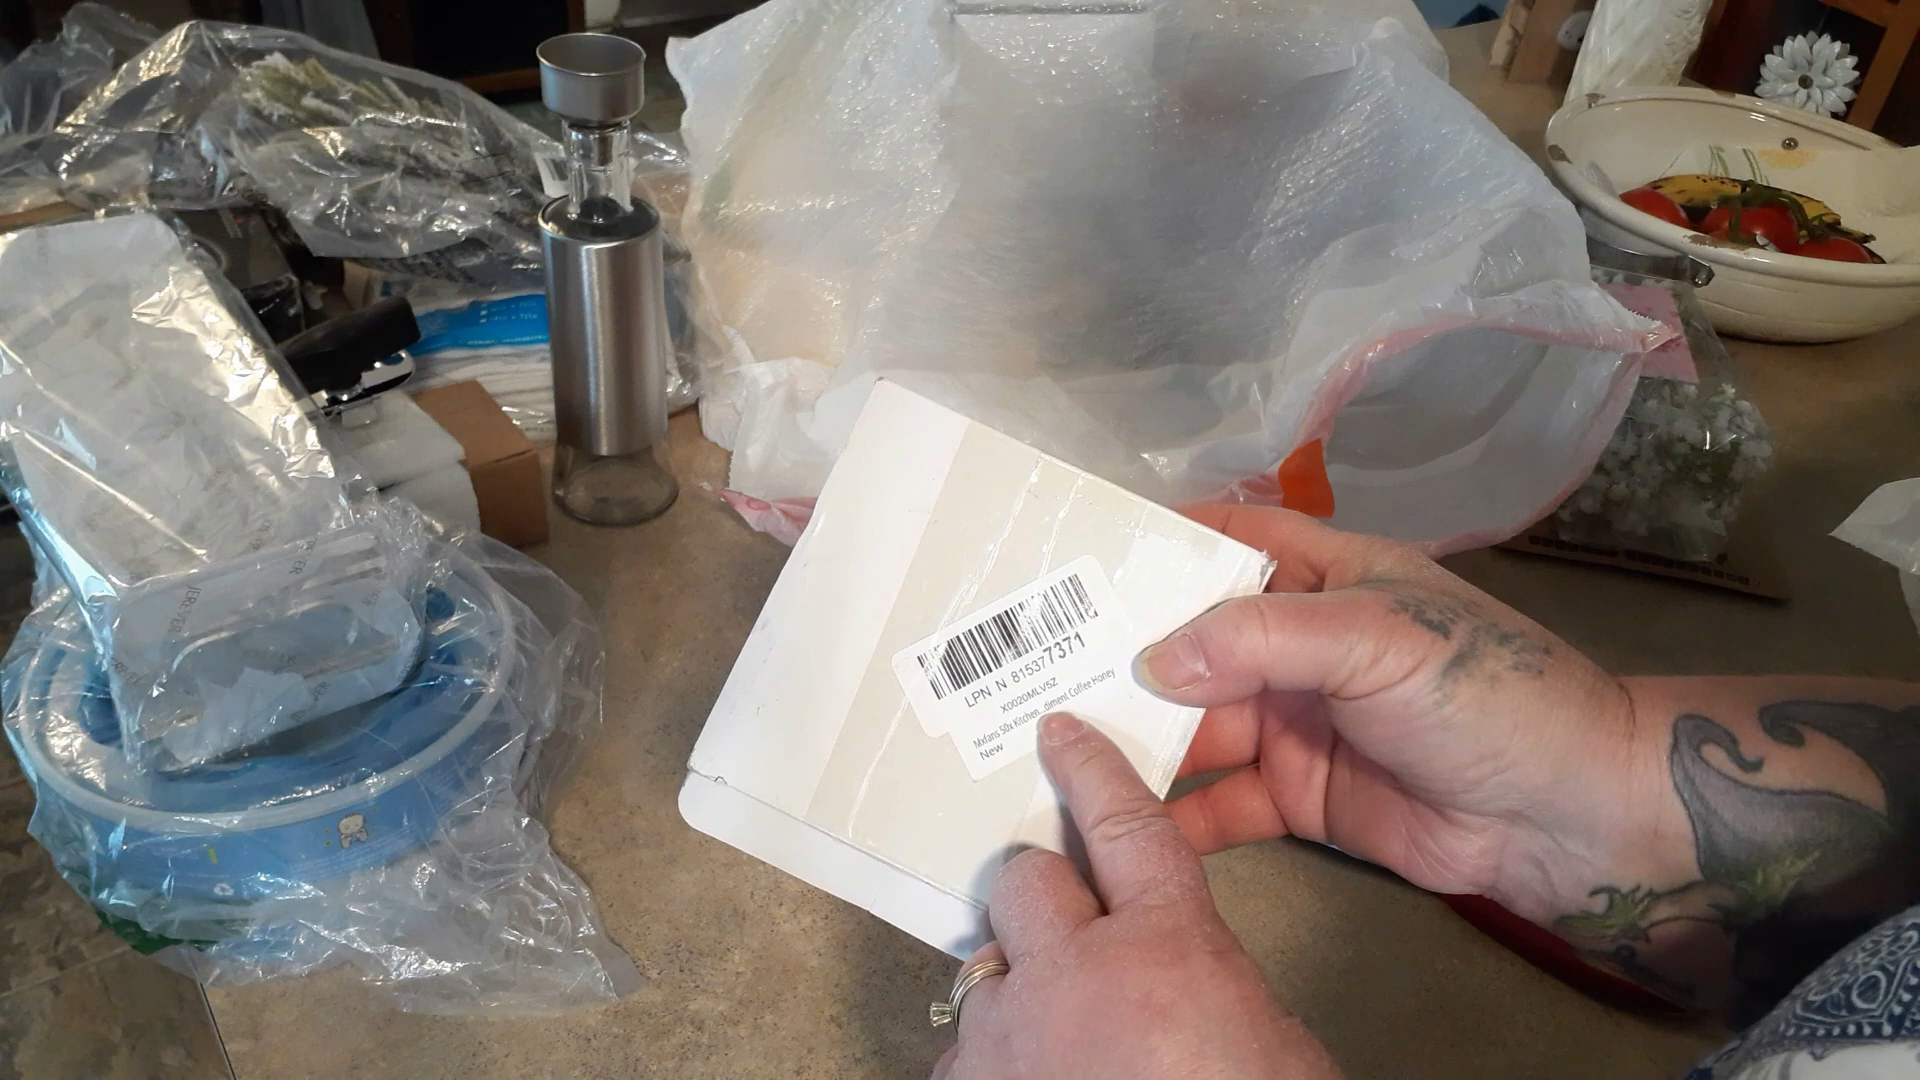 LPN N 815377371
X0020MLV5Z
Mxfans 50x Kitchen...diment Coffee Honey
New